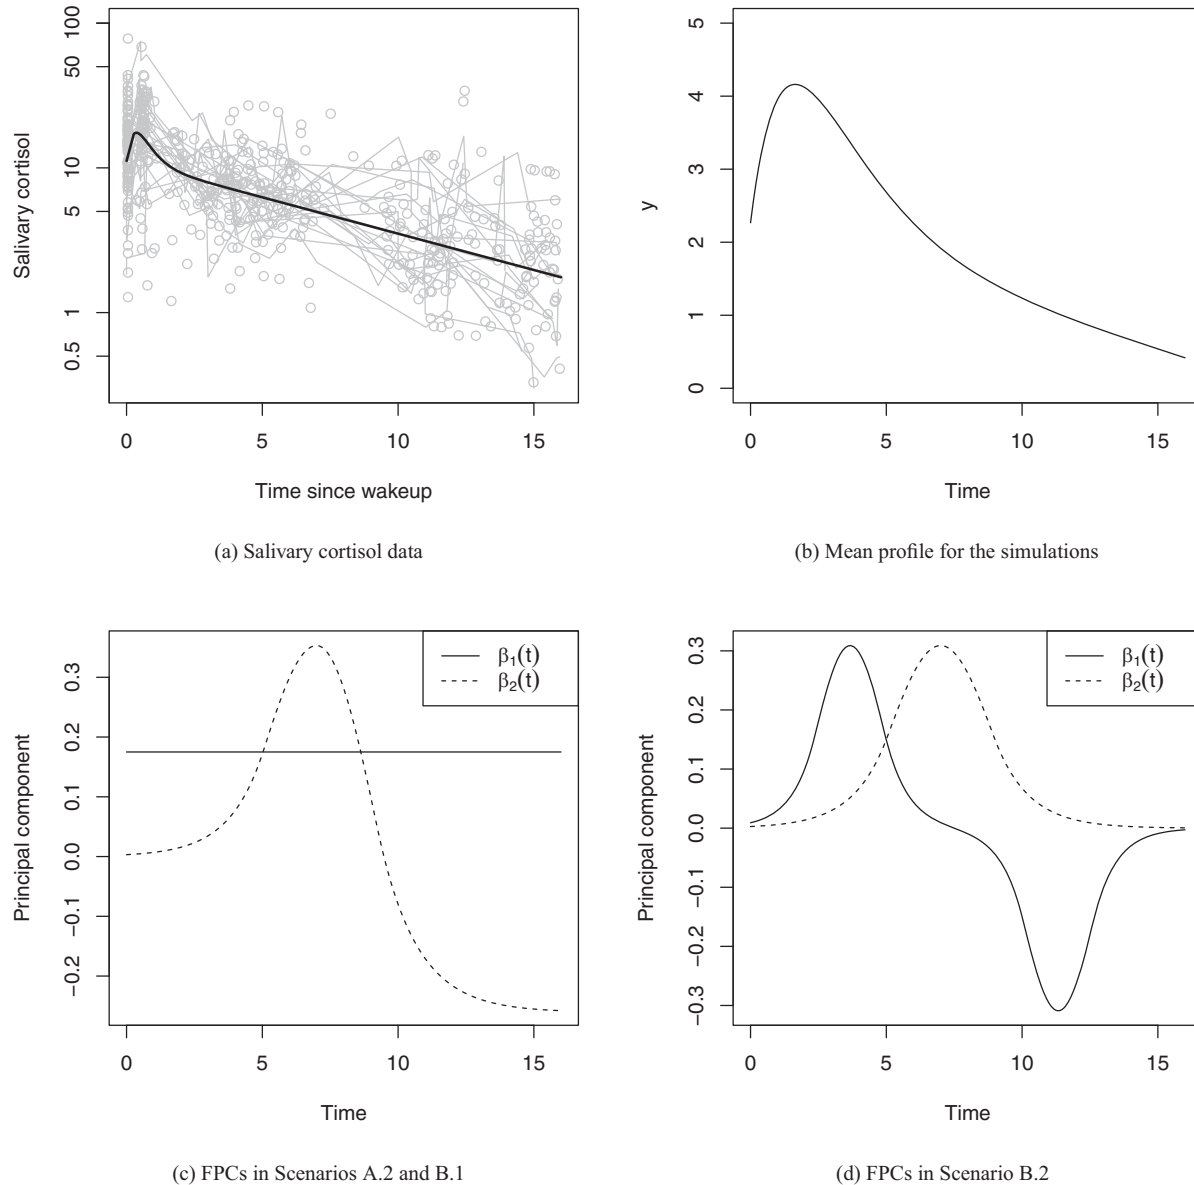 100
50
10
5
1
0.5
Salivary cortisol
0 5 10 15
Time since wakeup
(a) Salivary cortisol data
5
4
3
2
1
0
y
0 5 10 15
Time
(b) Mean profile for the simulations
β1(t)
β2(t)
0.3
0.2
0.1
0.0
−0.1
−0.2
Principal component
0 5 10 15
Time
(c) FPCs in Scenarios A.2 and B.1
β1(t)
β2(t)
0.3
0.2
0.1
0.0
−0.1
−0.2
−0.3
Principal component
0 5 10 15
Time
(d) FPCs in Scenario B.2